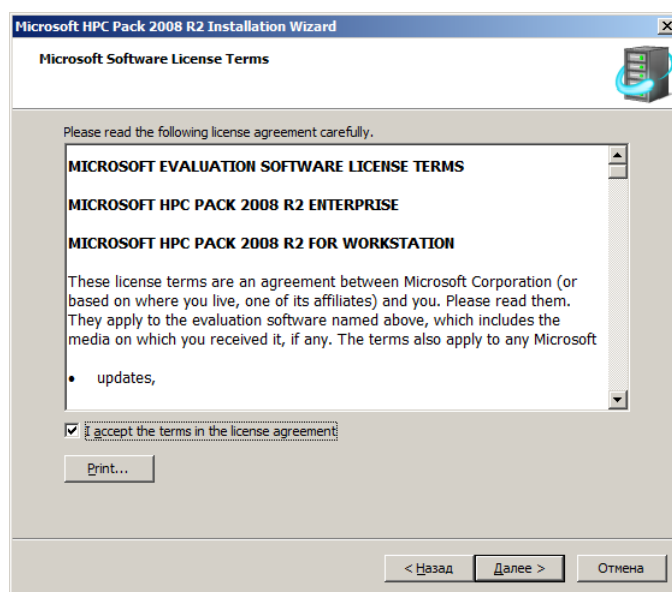 Microsoft HPC Pack 2008 R2 Installation Wizard
Microsoft Software License Terms
Please read the following license agreement carefully.
MICROSOFT EVALUATION SOFTWARE LICENSE TERMS
MICROSOFT HPC PACK 2008 R2 ENTERPRISE
MICROSOFT HPC PACK 2008 R2 FOR WORKSTATION
These license terms are an agreement between Microsoft Corporation (or
based on where you live, one of its affiliates) and you. Please read them.
They apply to the evaluation software named above, which includes the
media on which you received it, if any. The terms also apply to any Microsoft
• updates,
I accept the terms in the license agreement
Print...
< Назад Далее > Отмена